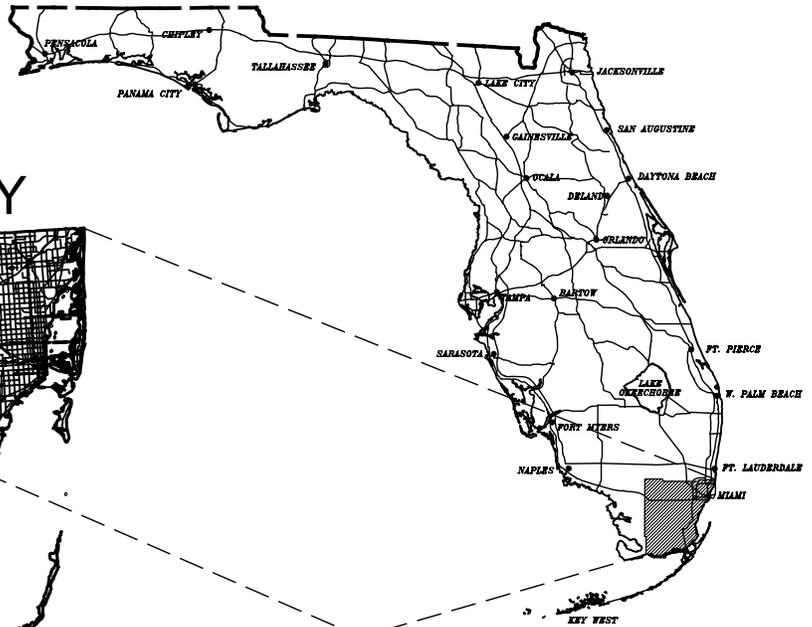 PENSACOLA
CHIPLEY
TALLAHASSEE
PANAMA CITY
LAKE CITY
JACKSONVILLE
GAINESVILLE
SAN AUGUSTINE
OCALA
DAYTONA BEACH
DELAND
Y
ORLANDO
TAMPA
BARTOW
SARASOTA
FT. PIERCE
LAKE
OKEECHOBEE
W. PALM BEACH
FORT MYERS
NAPLES
FT. LAUDERDALE
MIAMI
KEY WEST